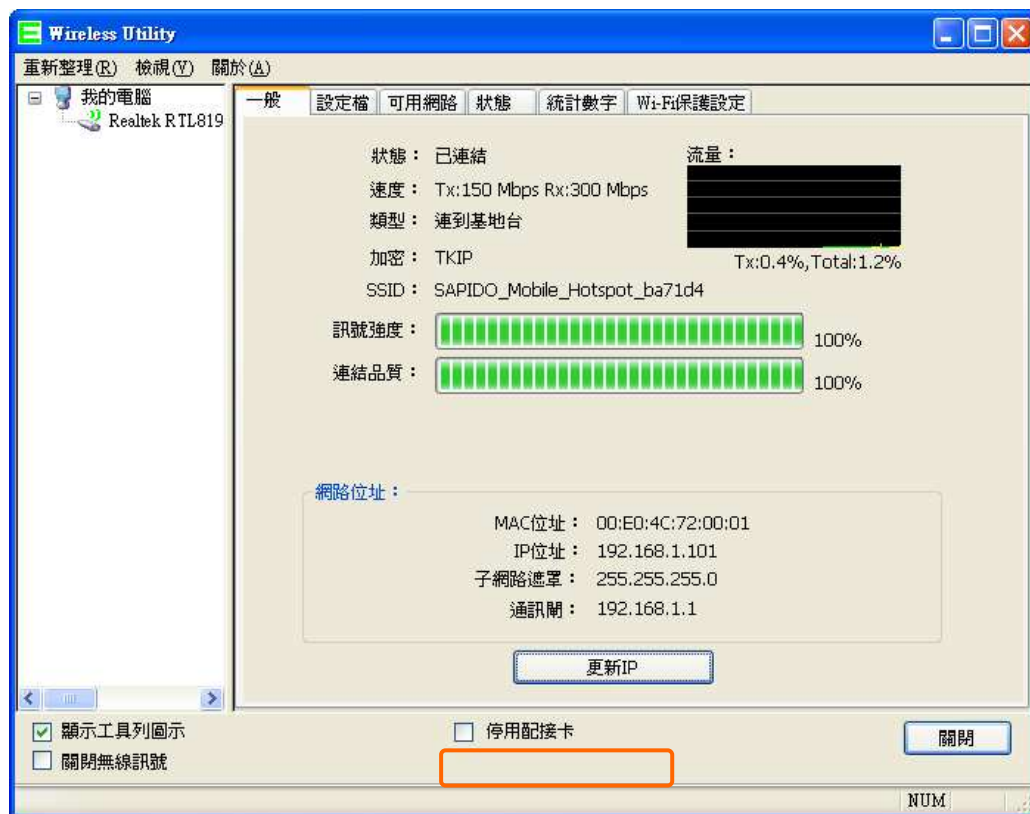 Wireless Utility
重新整理(R) 檢視(V) 關於(A)
我的電腦
Realtek RTL819
一般 設定檔 可用網路 狀態 統計數字 Wi-Fi保護設定
狀態： 已連結
流量：
速度： Tx:150 Mbps Rx:300 Mbps
類型： 連到基地台
加密： TKIP
Tx:0.4%,Total:1.2%
SSID： SAPIDO_Mobile_Hotspot_ba71d4
訊號強度： 100%
連結品質： 100%
網路位址：
MAC位址： 00:E0:4C:72:00:01
IP位址： 192.168.1.101
子網路遮罩： 255.255.255.0
通訊閘： 192.168.1.1
更新IP
顯示工具列圖示
停用配接卡
關閉
關閉無線訊號
NUM